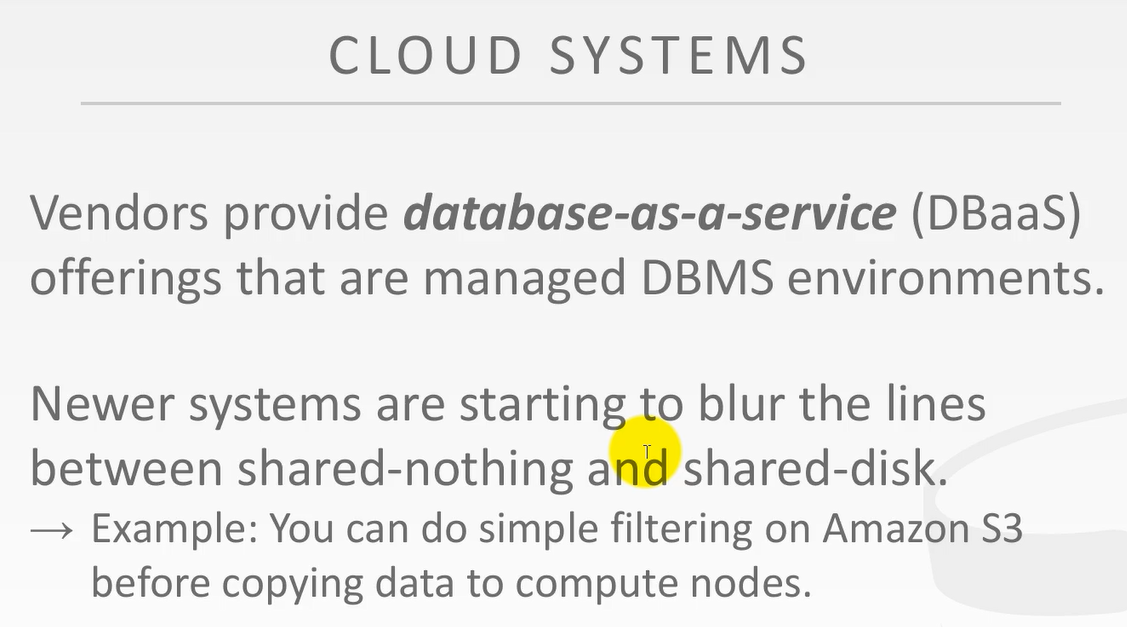 CLOUD SYSTEMS
Vendors provide database-as-a-service (DBaaS)
offerings that are managed DBMS environments.
Newer systems are starting to blur the lines
between shared-nothing and shared-disk.
→ Example: You can do simple filtering on Amazon S3
before copying data to compute nodes.